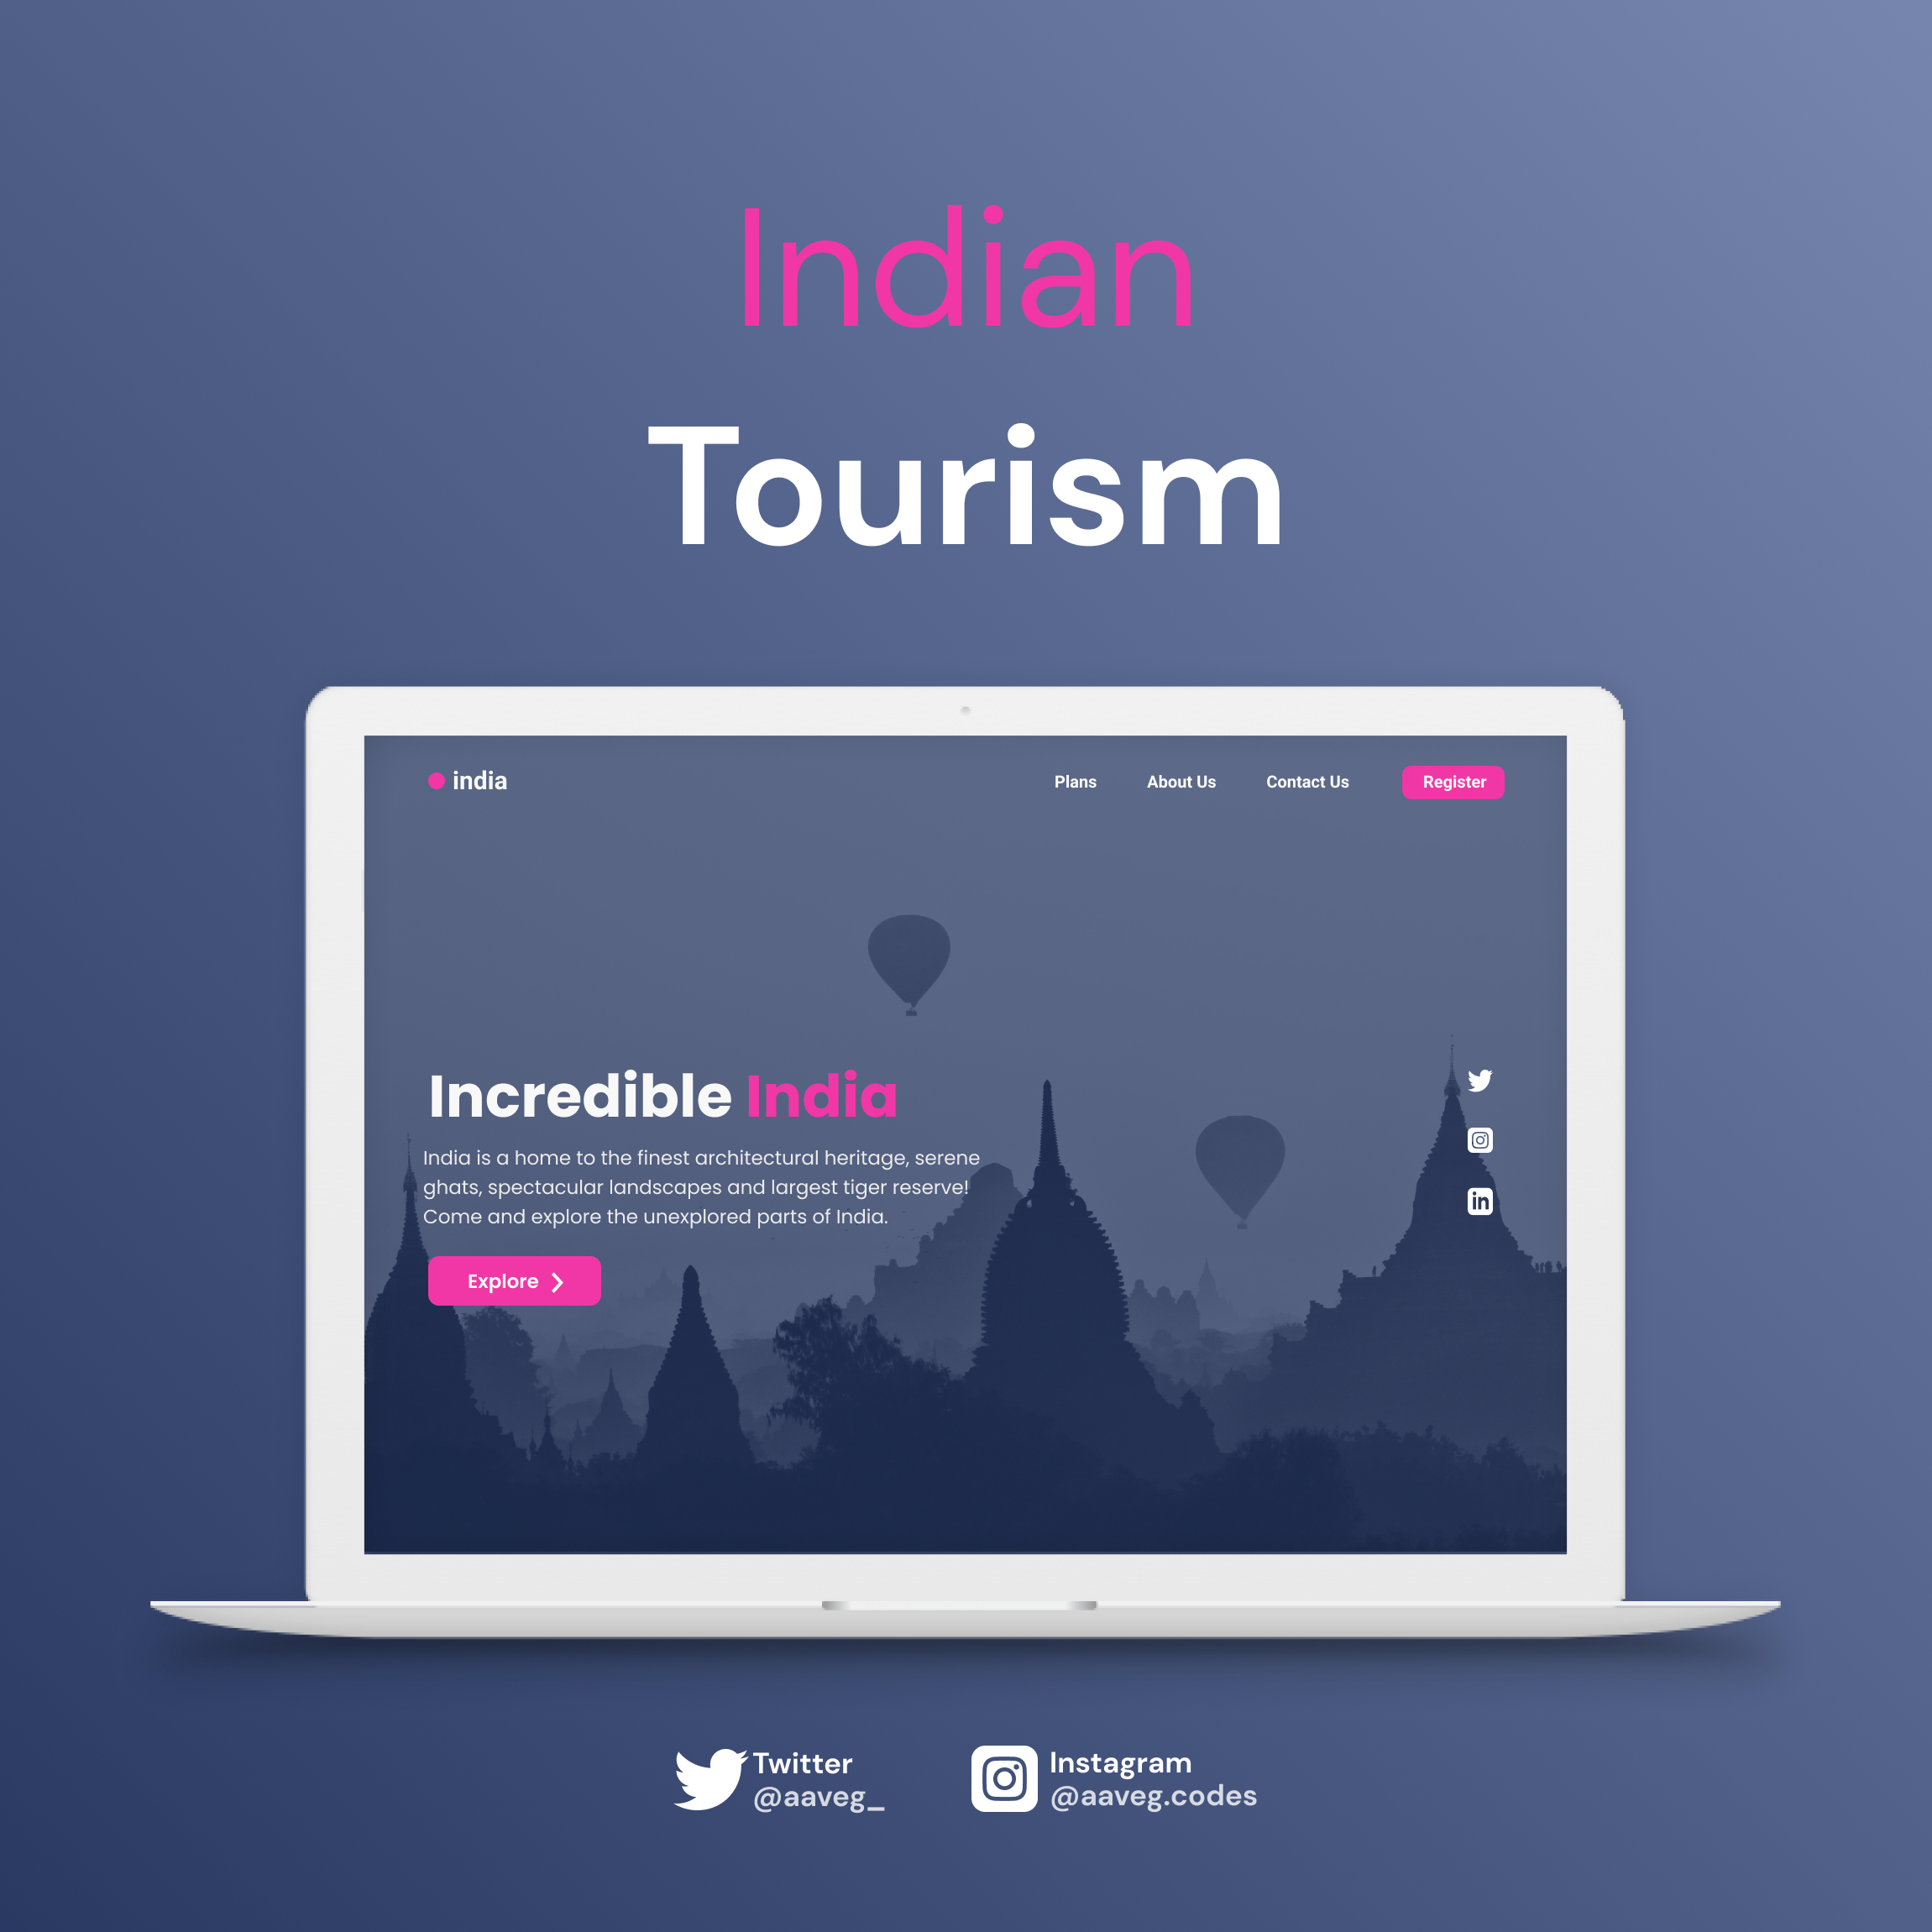 Indian
Tourism
india
Plans
About Us
Contact Us
Register
Incredible India
India is a home to the finest architectural heritage, serene
ghats, spectacular landscapes and largest tiger reserve!
Come and explore the unexplored parts of India.
Explore
in
Twitter
@aaveg_
Instagram
@aaveg.codes